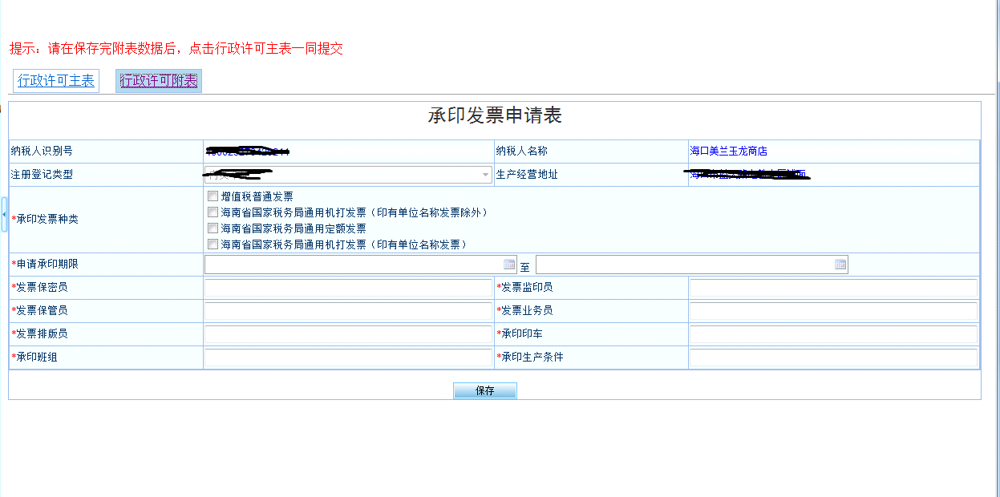 提示：请在保存完附表数据后，点击行政许可主表一同提交
行政许可主表 行政许可附表
承印发票申请表
纳税人识别号 纳税人名称 海口美兰玉龙商店
注册登记类型 生产经营地址
*承印发票种类
增值税普通发票
海南省国家税务局通用机打发票（印有单位名称发票除外）
海南省国家税务局通用定额发票
海南省国家税务局通用机打发票（印有单位名称发票）
*申请承印期限 至
*发票保密员 *发票监印员
*发票保管员 *发票业务员
*发票排版员 *承印印车
*承印班组 *承印生产条件
保存